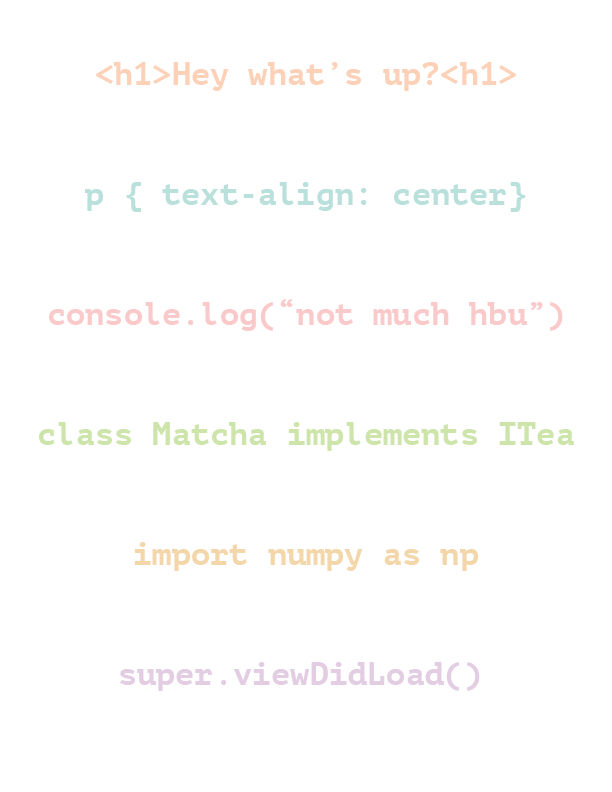 <h1>Hey what’s up?<h1>
p { text-align: center}
console.log(“not much hbu”)
class Matcha implements ITea
import numpy as np
super.viewDidLoad()